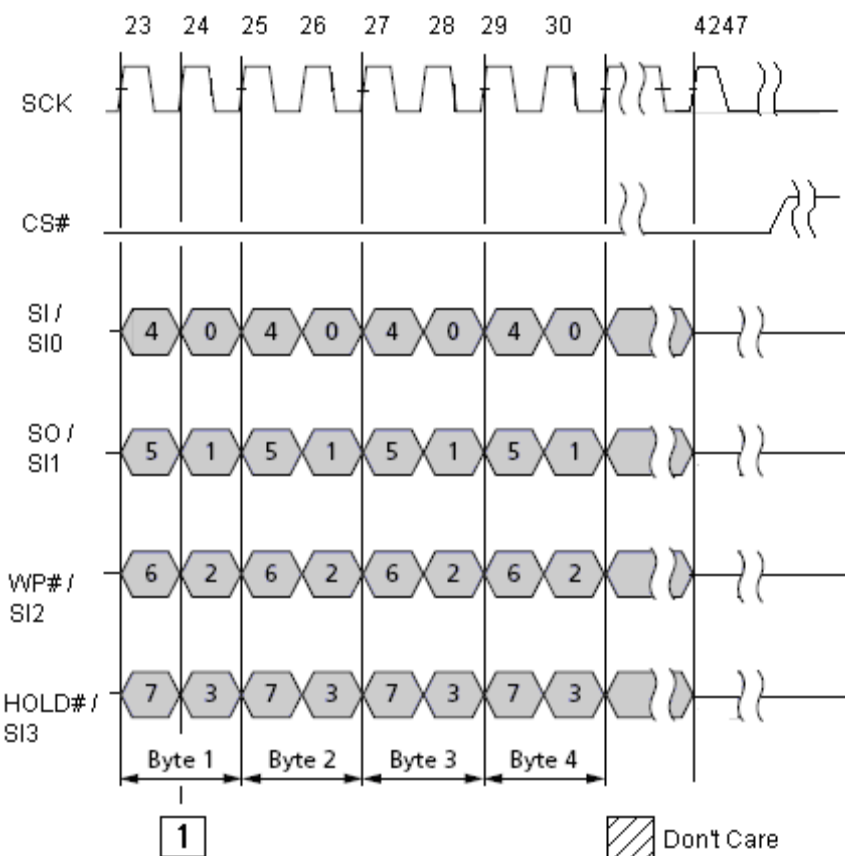 23 24 25 26 27 28 29 30 4247
SCK
CS#
SI /
SI0
4 0 4 0 4 0 4 0
SO /
SI1
5 1 5 1 5 1 5 1
WP# /
SI2
6 2 6 2 6 2 6 2
HOLD# /
SI3
7 3 7 3 7 3 7 3
Byte 1 Byte 2 Byte 3 Byte 4
1
Don't Care